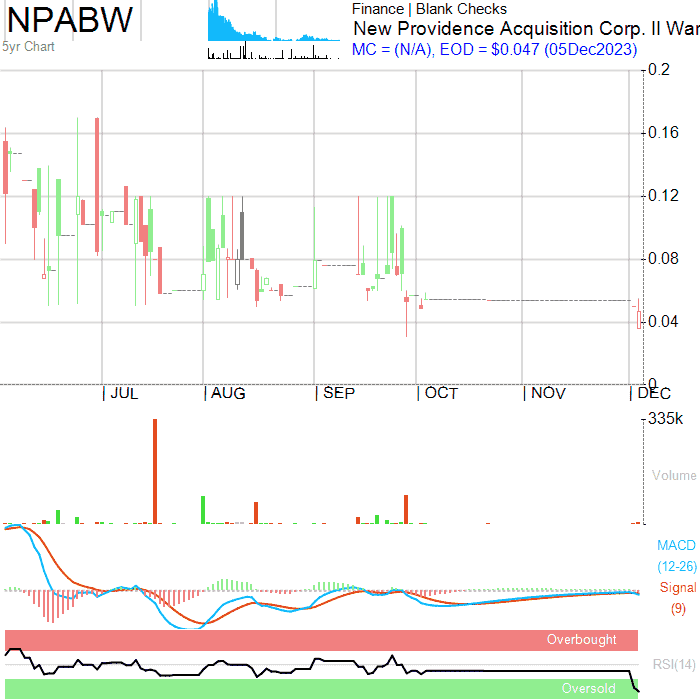 NPABW
5yr Chart
Finance | Blank Checks
New Providence Acquisition Corp. II War
MC = (N/A), EOD = $0.047 (05Dec2023)
0.2
0.16
0.12
0.08
0.04
0
JUL AUG SEP OCT NOV DEC
335k
Volume
MACD
(12-26)
Signal
(9)
Overbought
RSI(14)
Oversold